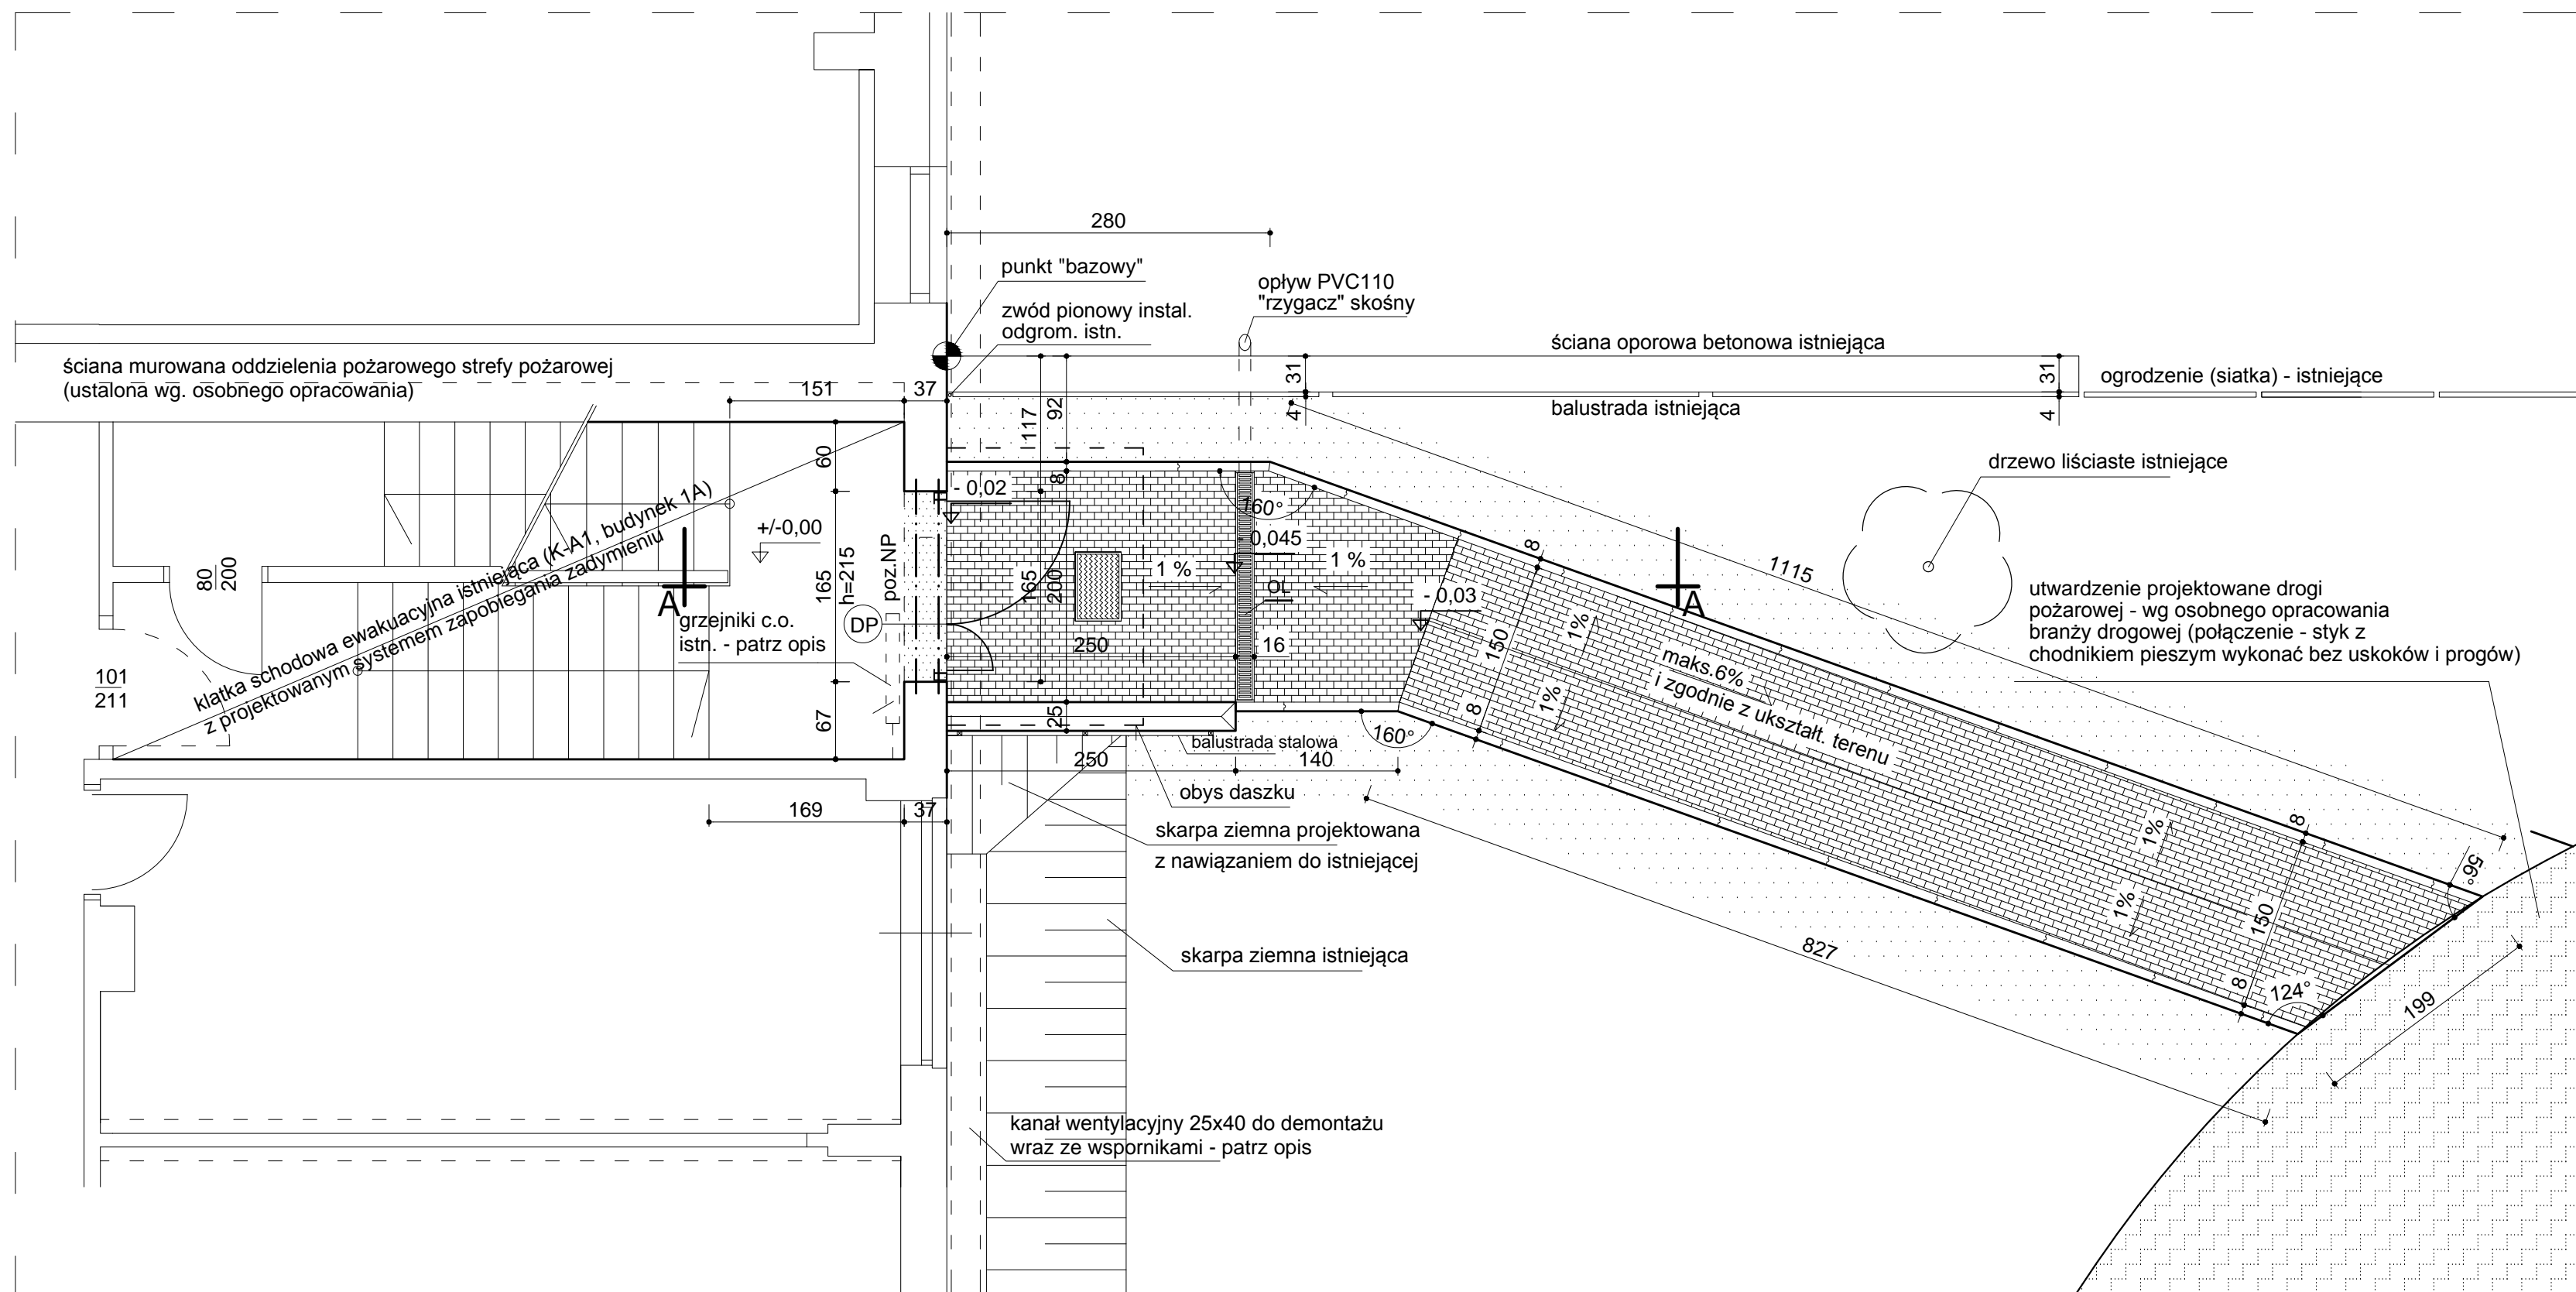 280
punkt "bazowy"
opływ PVC110
"rzygacz" skośny
zwód pionowy instal.
odgrom. istn.
ściana oporowa betonowa istniejąca
ściana murowana oddzielenia pożarowego strefy pożarowej
(ustalona wg. osobnego opracowania)
151
37
31
4
31
4
ogrodzenie (siatka) - istniejące
balustrada istniejąca
117
92
8
60
drzewo liściaste istniejące
- 0,02
160°
+/-0,00
0,045
8
1115
klatka schodowa ewakuacyjna istniejąca (K-A1, budynek 1A)
z projektowanym systemem zapobiegania zadymieniu
80
200
101
211
165
h=215
poz.NP
165
200
1 %
1 %
OL
- 0,03
A
A
utwardzenie projektowane drogi
pożarowej - wg osobnego opracowania
branży drogowej (połączenie - styk z
chodnikiem pieszym wykonać bez uskoków i progów)
grzejniki c.o.
istn. - patrz opis
DP
250
16
150
1%
1%
maks.6%
i zgodnie z ukształt. terenu
67
25
8
balustrada stalowa
160°
250
140
obys daszku
169
37
skarpa ziemna projektowana
z nawiązaniem do istniejącej
8
1%
1%
56°
150
8
124°
199
827
skarpa ziemna istniejąca
kanał wentylacyjny 25x40 do demontażu
wraz ze wspornikami - patrz opis